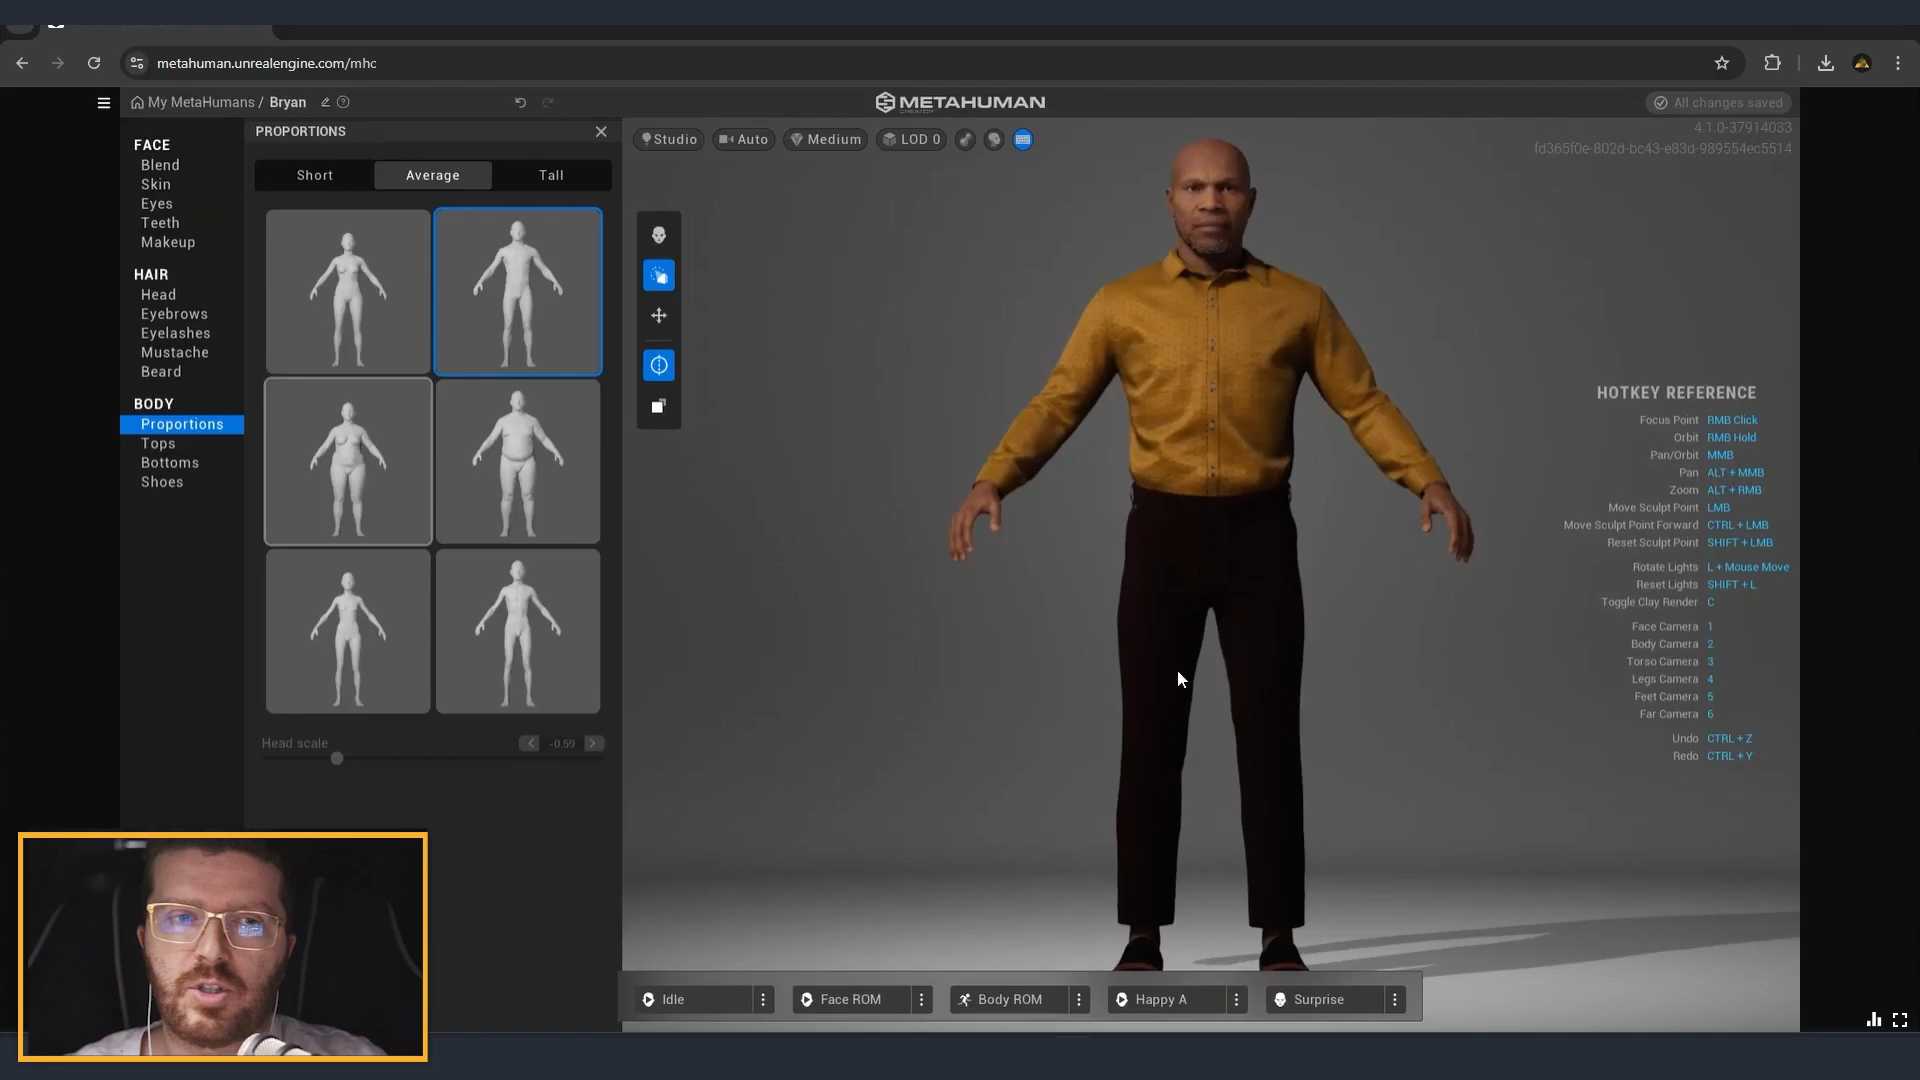 metahuman.unrealengine.com/mhc
My MetaHumans / Bryan
METAHUMAN
CREATOR
All changes saved
4.1.0-37914033
fd365f0e-802d-bc43-e83d-989554ec5514
FACE
Blend
Skin
Eyes
Teeth
Makeup
HAIR
Head
Eyebrows
Eyelashes
Mustache
Beard
BODY
Proportions
Tops
Bottoms
Shoes
PROPORTIONS
Short
Average
Tall
Head scale
-0.59
Studio
Auto
Medium
LOD 0
HOTKEY REFERENCE
Focus Point RMB Click
Orbit RMB Hold
Pan/Orbit MMB
Pan ALT + MMB
Zoom ALT + RMB
Move Sculpt Point LMB
Move Sculpt Point Forward CTRL + LMB
Reset Sculpt Point SHIFT + LMB
Rotate Lights L + Mouse Move
Reset Lights SHIFT + L
Toggle Clay Render C
Face Camera 1
Body Camera 2
Torso Camera 3
Legs Camera 4
Feet Camera 5
Far Camera 6
Undo CTRL + Z
Redo CTRL + Y
Idle
Face ROM
Body ROM
Happy A
Surprise